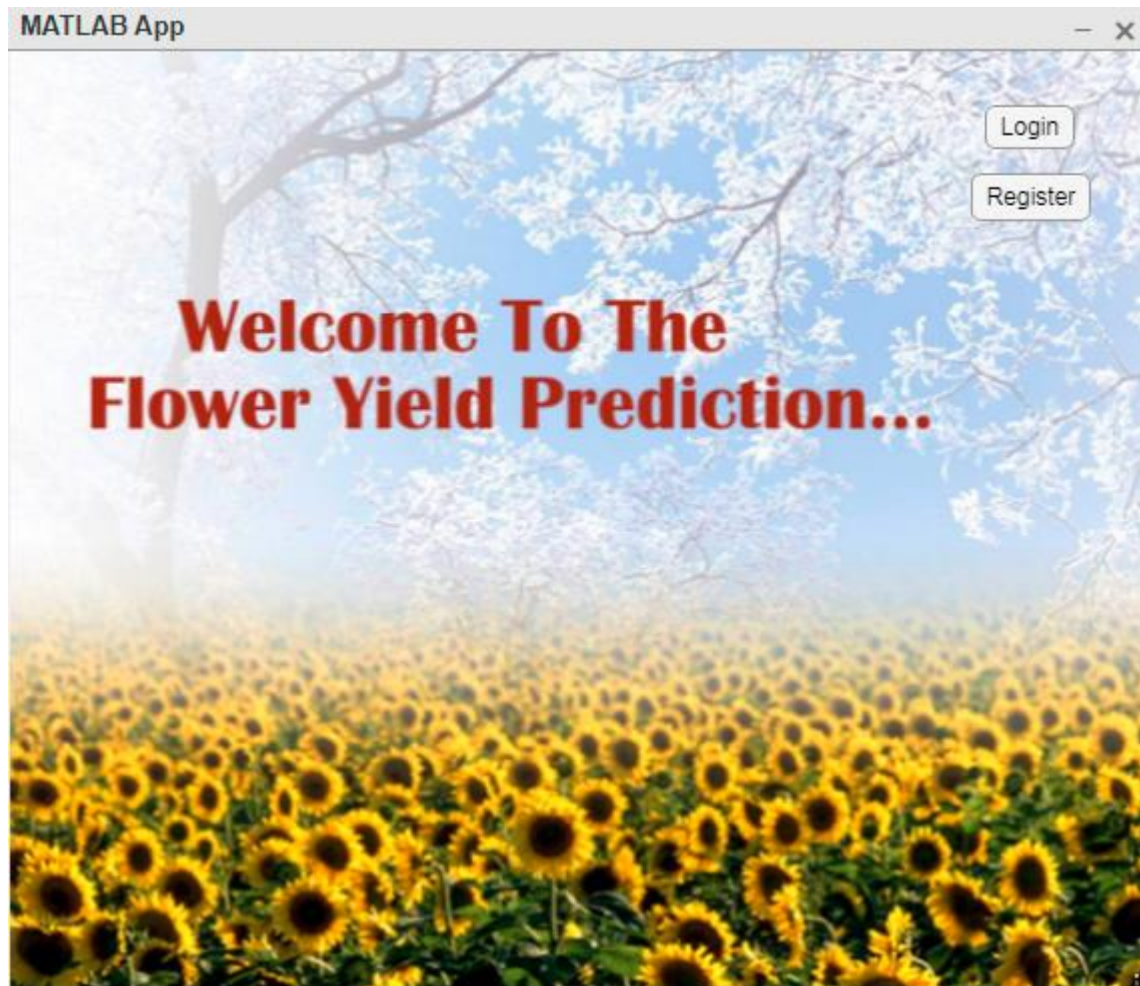 MATLAB App
Login
Register
Welcome To The
Flower Yield Prediction...